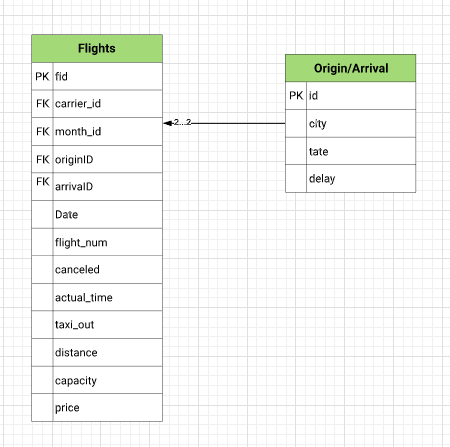 Flights
PK fid
FK carrier_id
FK month_id
FK originID
FK arrivalD
Date
flight_num
canceled
actual_time
taxi_out
distance
capacity
price
2...2
Origin/Arrival
PK id
city
tate
delay